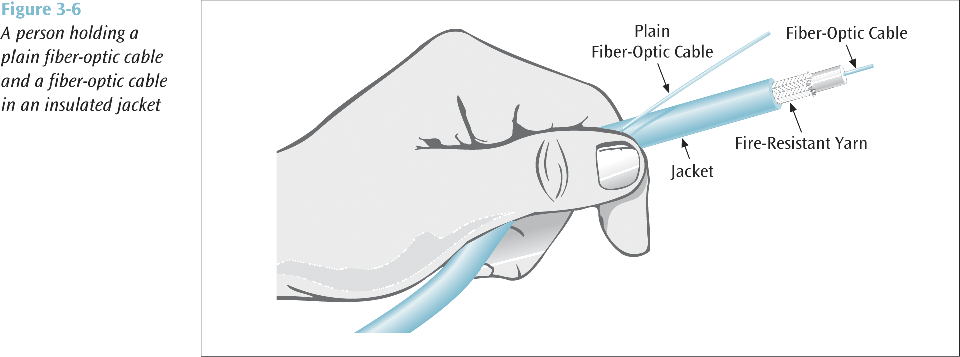 Figure 3-6
A person holding a
plain fiber-optic cable
and a fiber-optic cable
in an insulated jacket
Plain
Fiber-Optic Cable
Fiber-Optic Cable
Fire-Resistant Yarn
Jacket